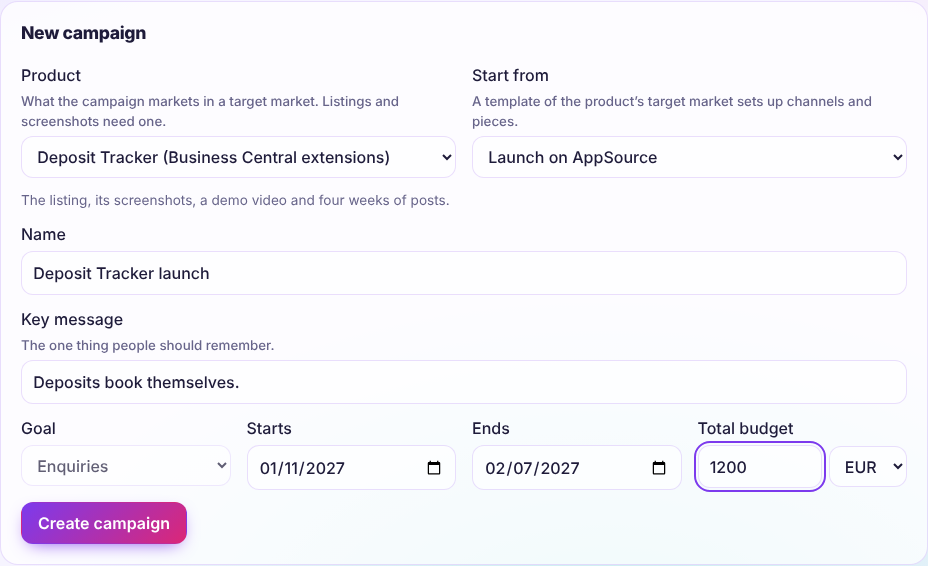 New campaign
Product
What the campaign markets in a target market. Listings and
screenshots need one.
Deposit Tracker (Business Central extensions)
Start from
A template of the product’s target market sets up channels and
pieces.
Launch on AppSource
The listing, its screenshots, a demo video and four weeks of posts.
Name
Deposit Tracker launch
Key message
The one thing people should remember.
Deposits book themselves.
Goal
Enquiries
Starts
01/11/2027
Ends
02/07/2027
Total budget
1200
EUR
Create campaign